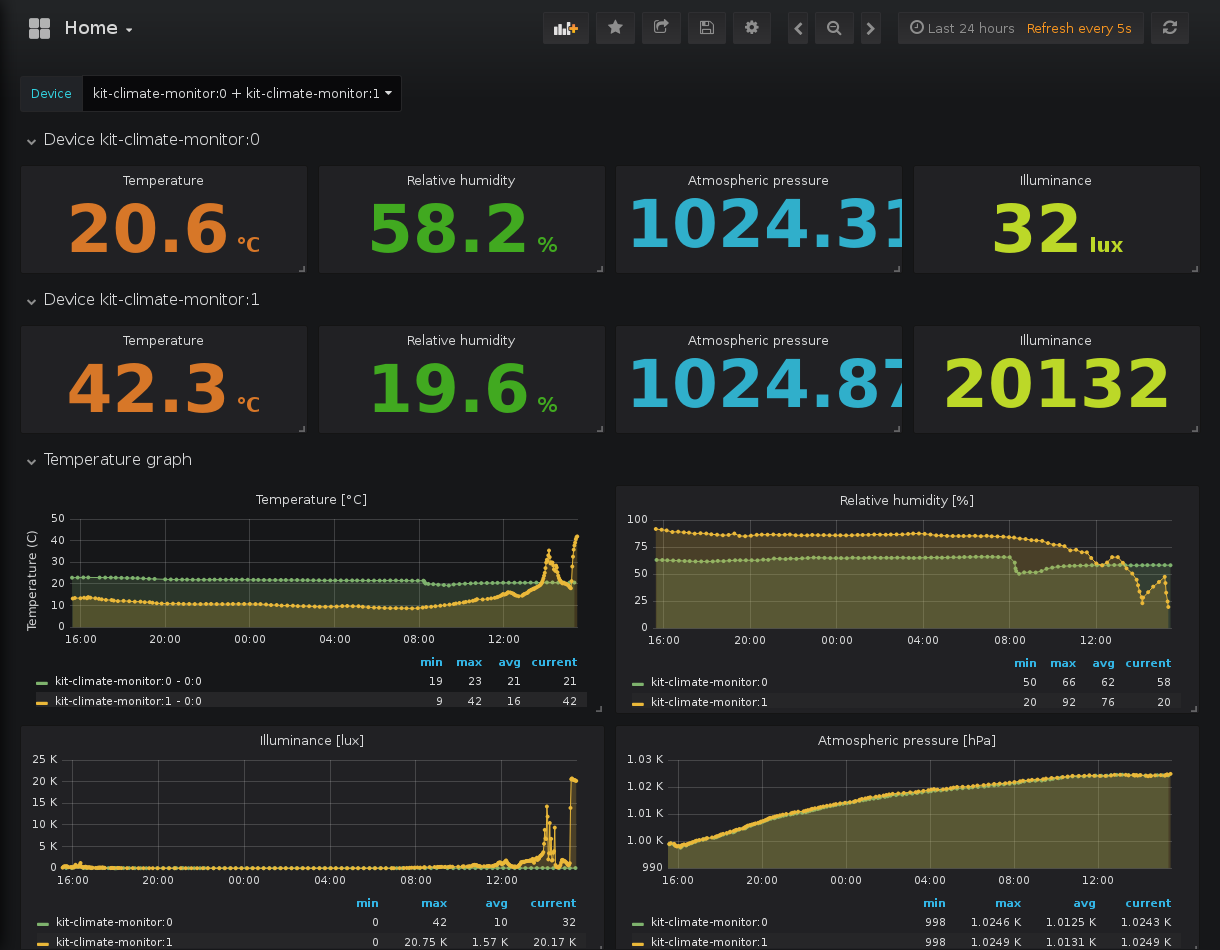 Home
Last 24 hours Refresh every 5s
Device kit-climate-monitor:0 + kit-climate-monitor:1
Device kit-climate-monitor:0
Temperature Relative humidity Atmospheric pressure Illuminance
20.6 °C 58.2 % 1024.31 32 lux
Device kit-climate-monitor:1
Temperature Relative humidity Atmospheric pressure Illuminance
42.3 °C 19.6 % 1024.87 20132
Temperature graph
Temperature [°C]
Temperature (C)
50
40
30
20
10
0
16:00 20:00 00:00 04:00 08:00 12:00
min max avg current
kit-climate-monitor:0 - 0:0 19 23 21 21
kit-climate-monitor:1 - 0:0 9 42 16 42
Relative humidity [%]
100
75
50
25
0
16:00 20:00 00:00 04:00 08:00 12:00
min max avg current
kit-climate-monitor:0 50 66 62 58
kit-climate-monitor:1 20 92 76 20
Illuminance [lux]
25 K
20 K
15 K
10 K
5 K
0
16:00 20:00 00:00 04:00 08:00 12:00
min max avg current
kit-climate-monitor:0 0 42 10 32
kit-climate-monitor:1 0 20.75 K 1.57 K 20.17 K
Atmospheric pressure [hPa]
1.03 K
1.02 K
1.01 K
1.00 K
990
16:00 20:00 00:00 04:00 08:00 12:00
min max avg current
kit-climate-monitor:0 998 1.0246 K 1.0125 K 1.0243 K
kit-climate-monitor:1 998 1.0249 K 1.0131 K 1.0249 K